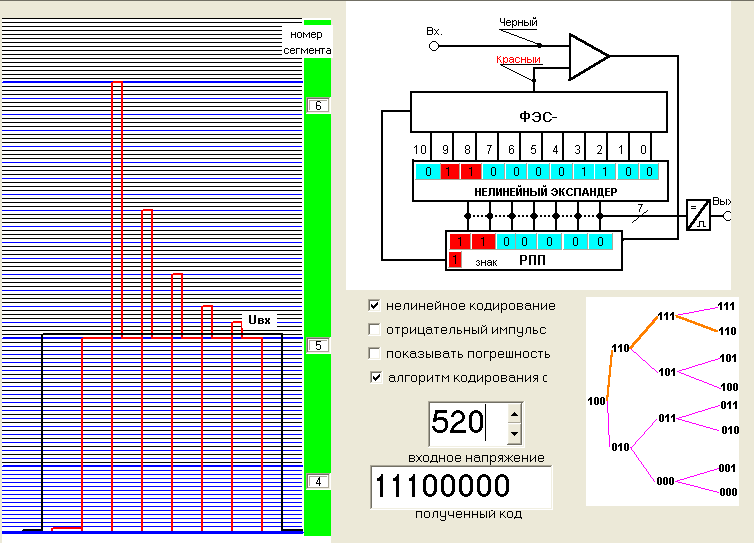 номер
сегмента
6
5
4
Uвх
Вх.
Черный
Красный
ФЭС-
10 9 8 7 6 5 4 3 2 1 0
0 1 1 0 0 0 0 1 1 0 0
НЕЛИНЕЙНЫЙ ЭКСПАНДЕР
7
=
Вых
1 1 0 0 0 0 0
1 знак РПП
нелинейное кодирование
отрицательный импульс
показывать погрешность
алгоритм кодирования с
520
входное напряжение
11100000
полученный код
111
111
110
110
101
101
100
100
011
011
010
010
001
000
000